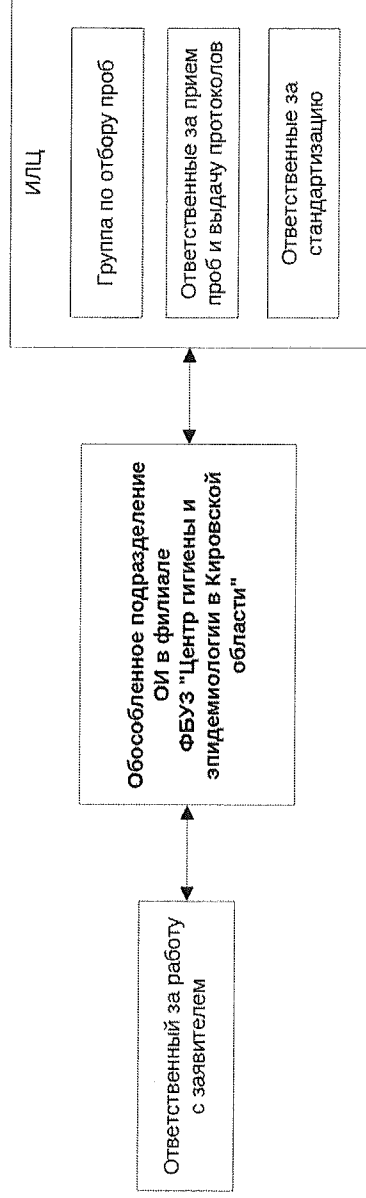 Ответственный за работу
с заявителем
Обособленное подразделение
ОИ в филиале
ФБУЗ "Центр гигиены и
эпидемиологии в Кировской
области"
ИЛЦ
Группа по отбору проб
Ответственные за прием
проб и выдачу протоколов
Ответственные за
стандартизацию